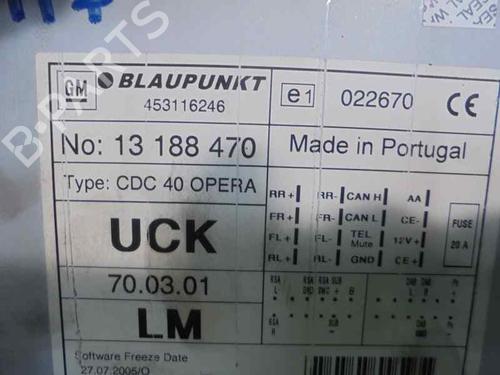 GM BLAUPUNKT
453116246
e1 022670 CE
No: 13 188 470
Made in Portugal
Type: CDC 40 OPERA
UCK
70.03.01
LM
Software Freeze Date
27.07.2005/O
RR+ RR- CAN H AA
FR+ FR- CAN L CE-
FL+ FL- TEL Mute 12V+
RL+ RL- GND CE+
FUSE
20 A
B-PARTS